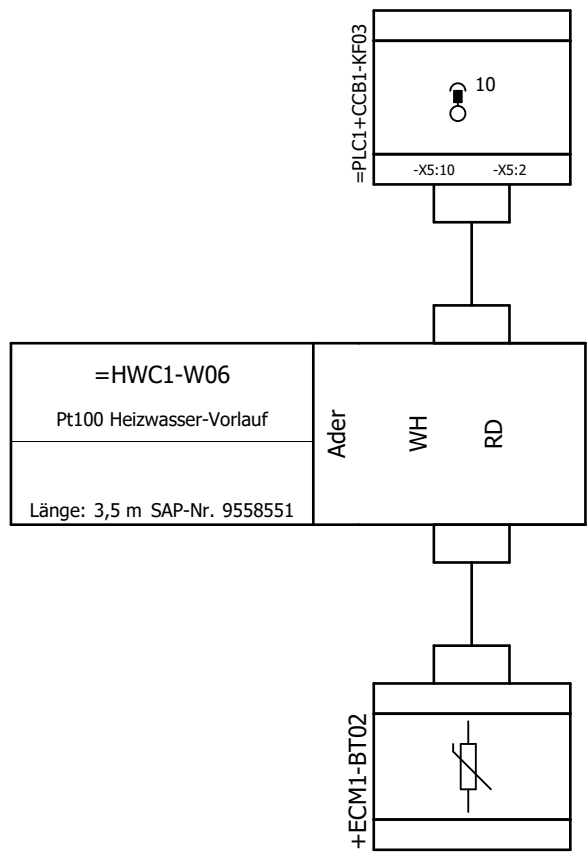 =PLC1+CCB1-KF03
10
-X5:10 -X5:2
=HWC1-W06
Pt100 Heizwasser-Vorlauf
Länge: 3,5 m SAP-Nr. 9558551
Ader
WH
RD
+ECM1-BT02